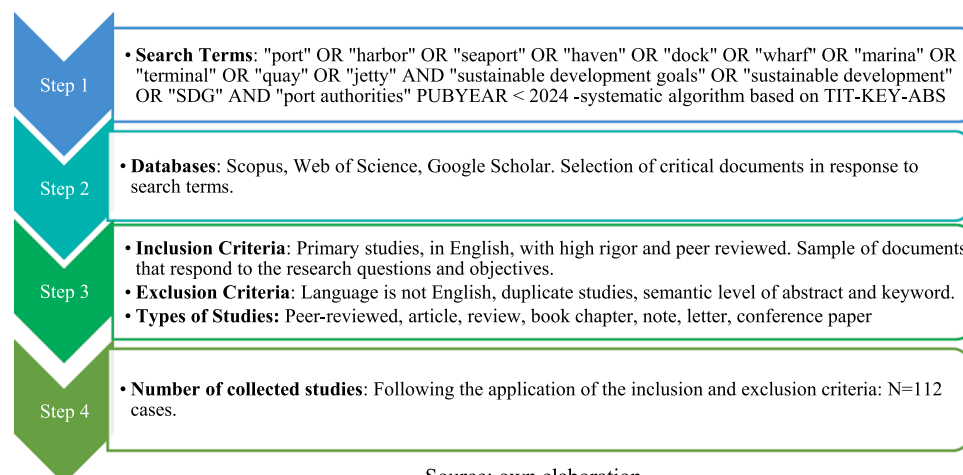 Step 1
• Search Terms: "port" OR "harbor" OR "seaport" OR "haven" OR "dock" OR "wharf" OR "marina" OR
"terminal" OR "quay" OR "jetty" AND "sustainable development goals" OR "sustainable development"
OR "SDG" AND "port authorities" PUBYEAR < 2024 -systematic algorithm based on TIT-KEY-ABS
Step 2
• Databases: Scopus, Web of Science, Google Scholar. Selection of critical documents in response to
search terms.
Step 3
• Inclusion Criteria: Primary studies, in English, with high rigor and peer reviewed. Sample of documents
that respond to the research questions and objectives.
• Exclusion Criteria: Language is not English, duplicate studies, semantic level of abstract and keyword.
• Types of Studies: Peer-reviewed, article, review, book chapter, note, letter, conference paper
Step 4
• Number of collected studies: Following the application of the inclusion and exclusion criteria: N=112
cases.
Source: own elaboration